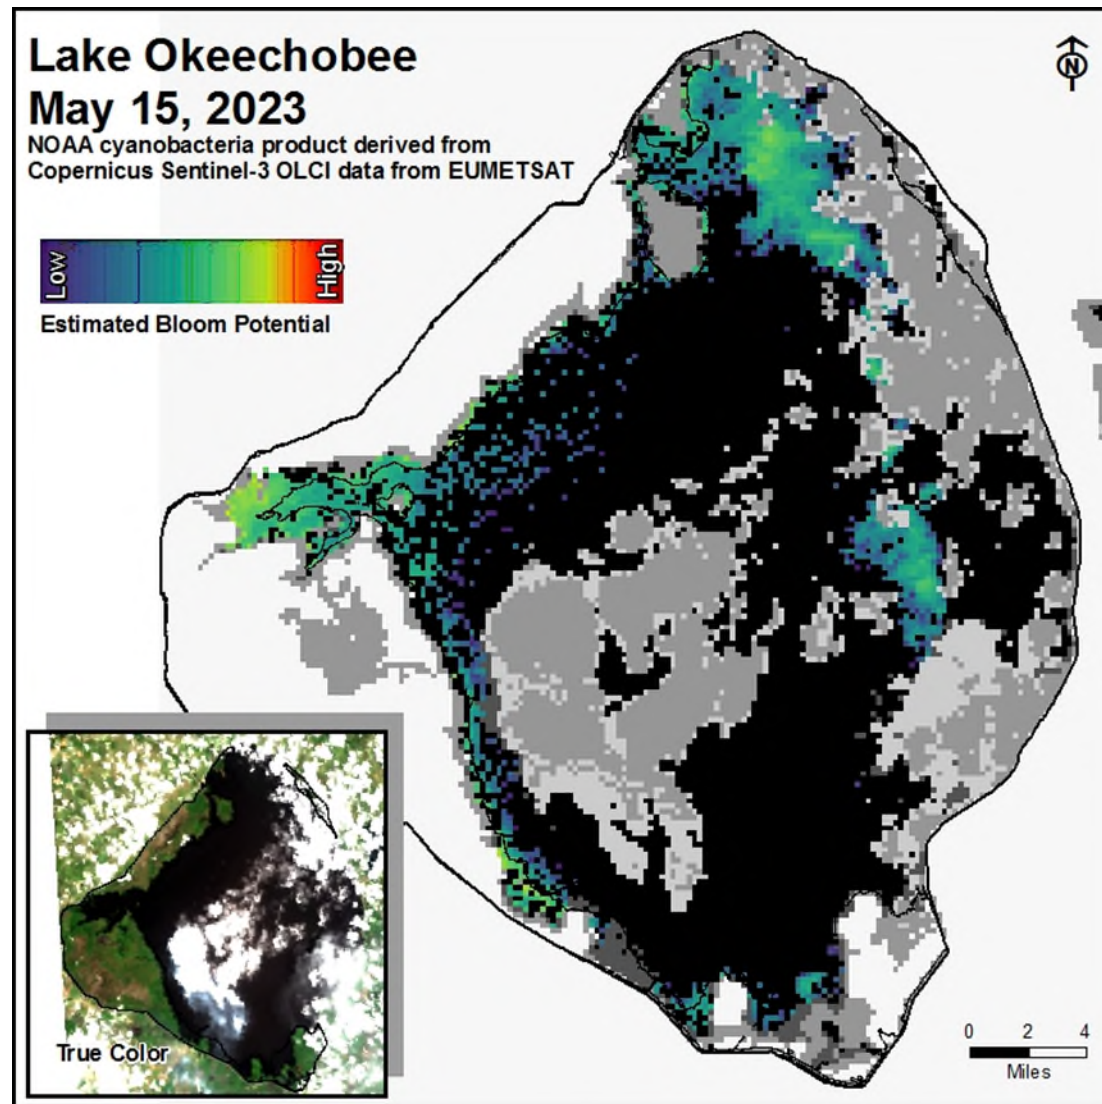 Lake Okeechobee
May 15, 2023
NOAA cyanobacteria product derived from
Copernicus Sentinel-3 OLCI data from EUMETSAT
N
Low
High
Estimated Bloom Potential
True Color
0 2 4
Miles